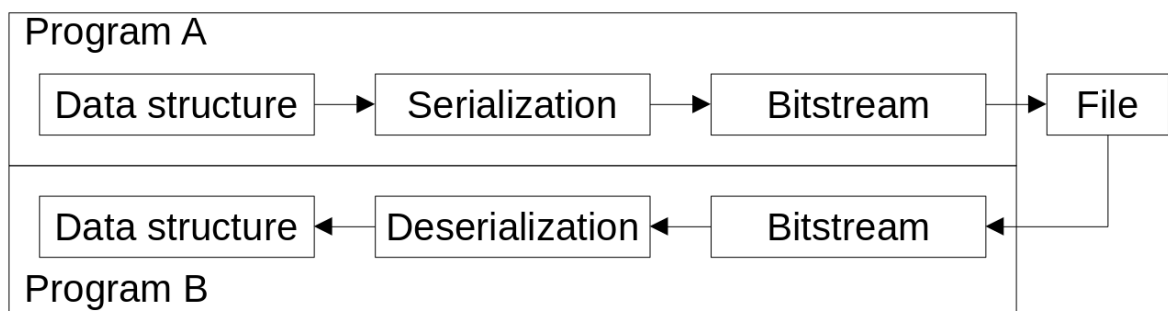 Program A
Data structure
Serialization
Bitstream
File
Data structure
Deserialization
Bitstream
Program B